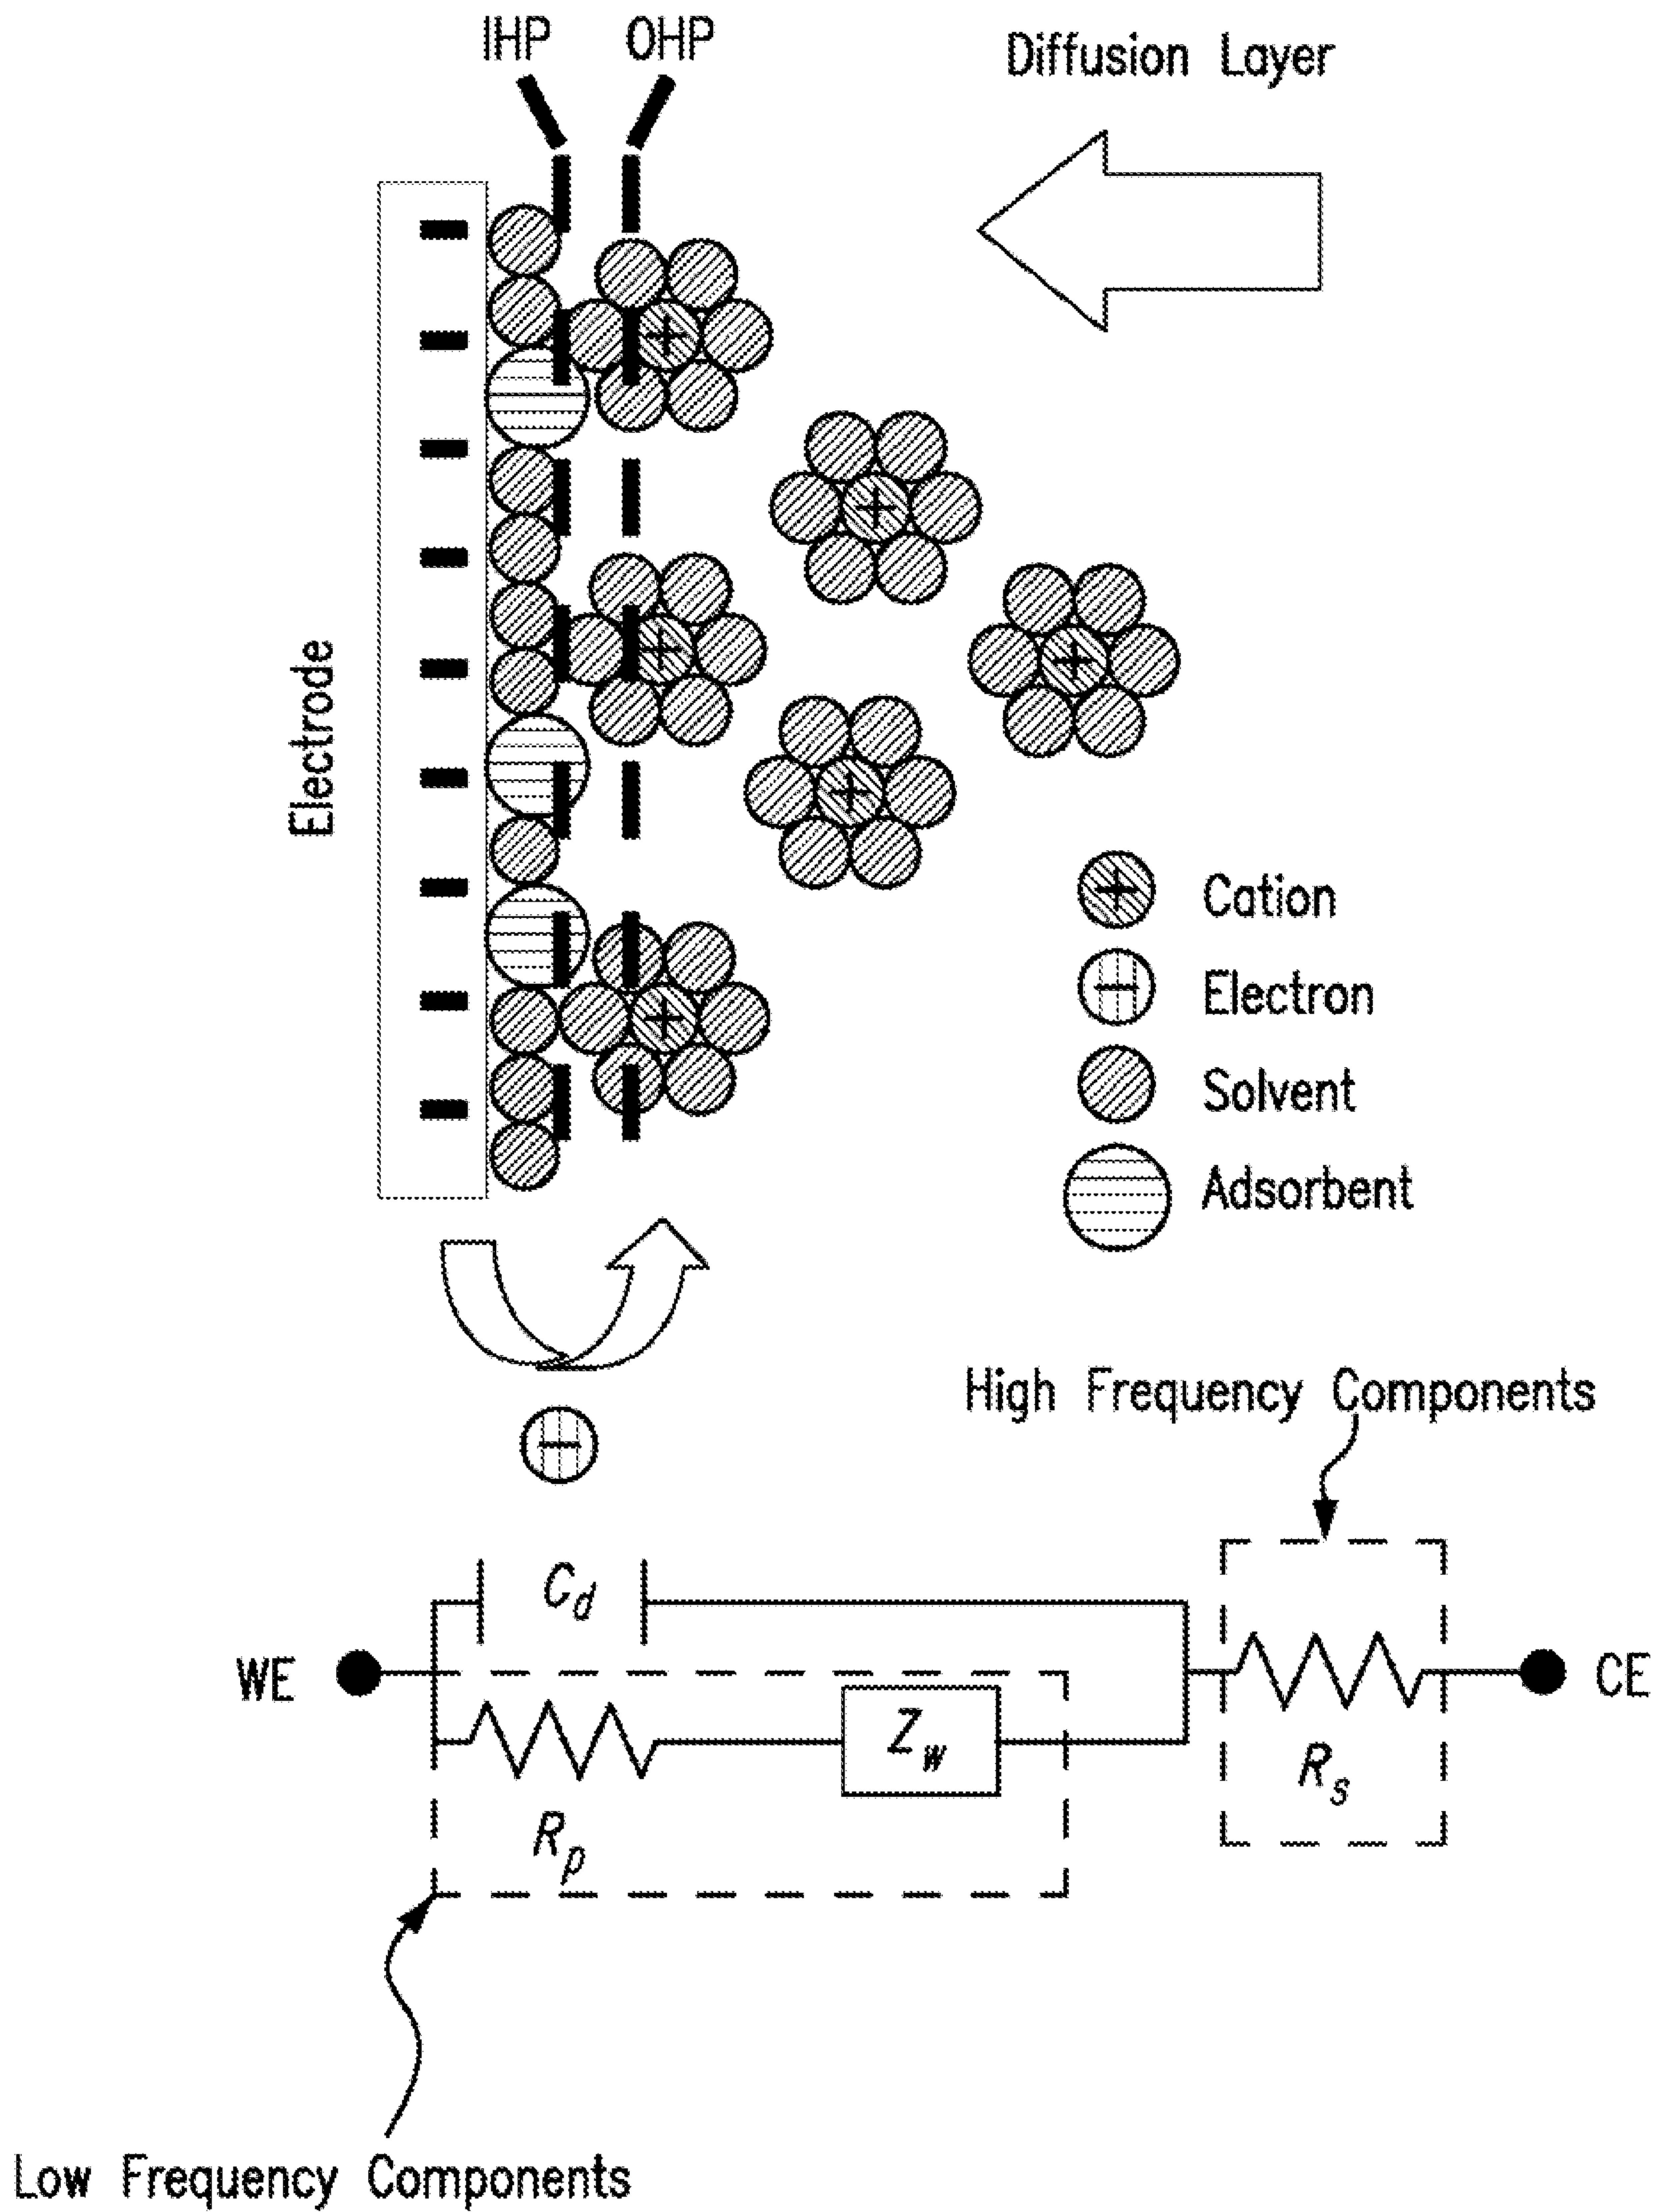 IHP OHP
Diffusion Layer
Electrode
Cation
Electron
Solvent
Adsorbent
High Frequency Components
C_d
WE
CE
Z_w
R_s
R_p
Low Frequency Components